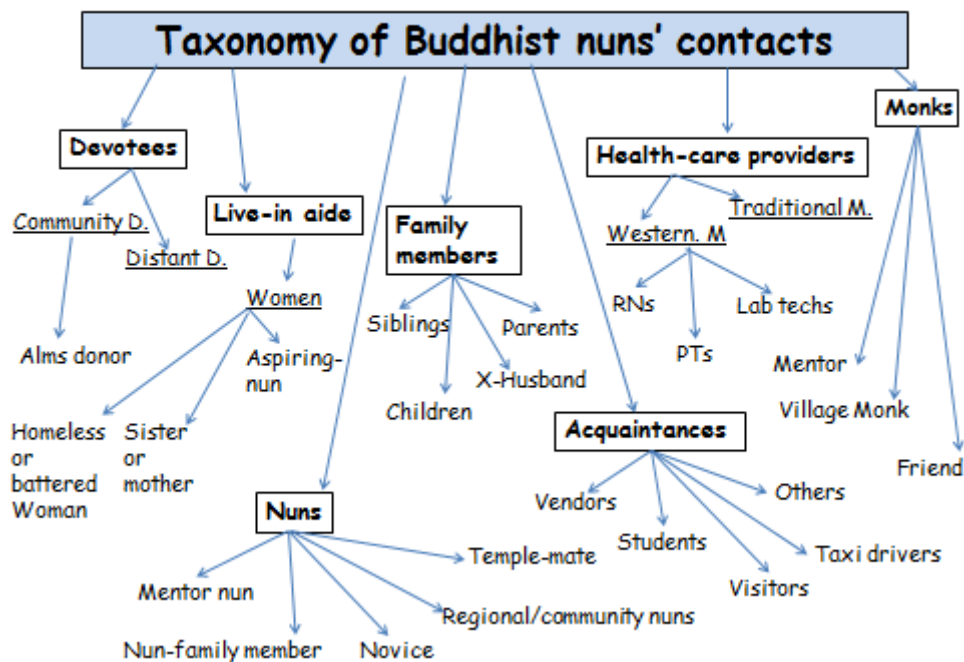 Taxonomy of Buddhist nuns' contacts
Devotees
Community D.
Distant D.
Alms donor
Live-in aide
Women
Aspiring-
nun
Homeless
or
battered
Woman
Sister
or
mother
Nuns
Mentor nun
Nun-family member
Novice
Regional/community nuns
Temple-mate
Family
members
Siblings
Parents
Children
X-Husband
Acquaintances
Vendors
Students
Visitors
Taxi drivers
Others
Health-care providers
Traditional M.
Western. M
RNs
PTs
Lab techs
Monks
Mentor
Village Monk
Friend